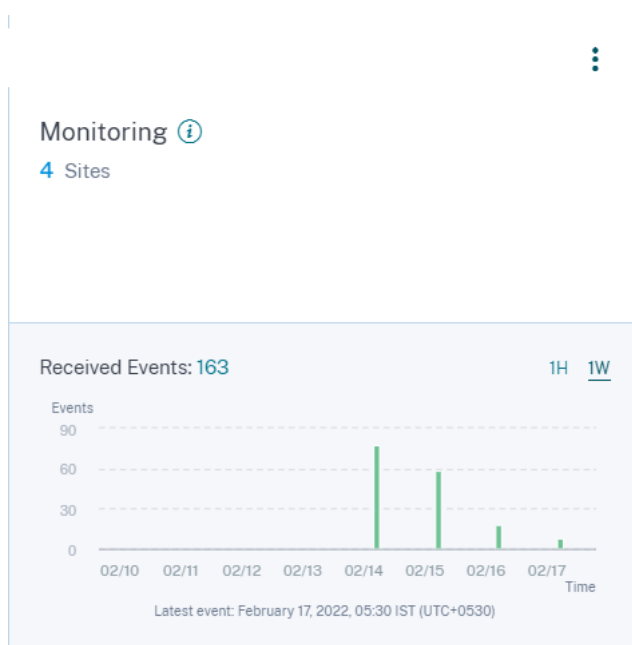 Monitoring i
4 Sites
Received Events: 163
1H 1W
Events
90
60
30
0
02/10 02/11 02/12 02/13 02/14 02/15 02/16 02/17
Time
Latest event: February 17, 2022, 05:30 IST (UTC+0530)